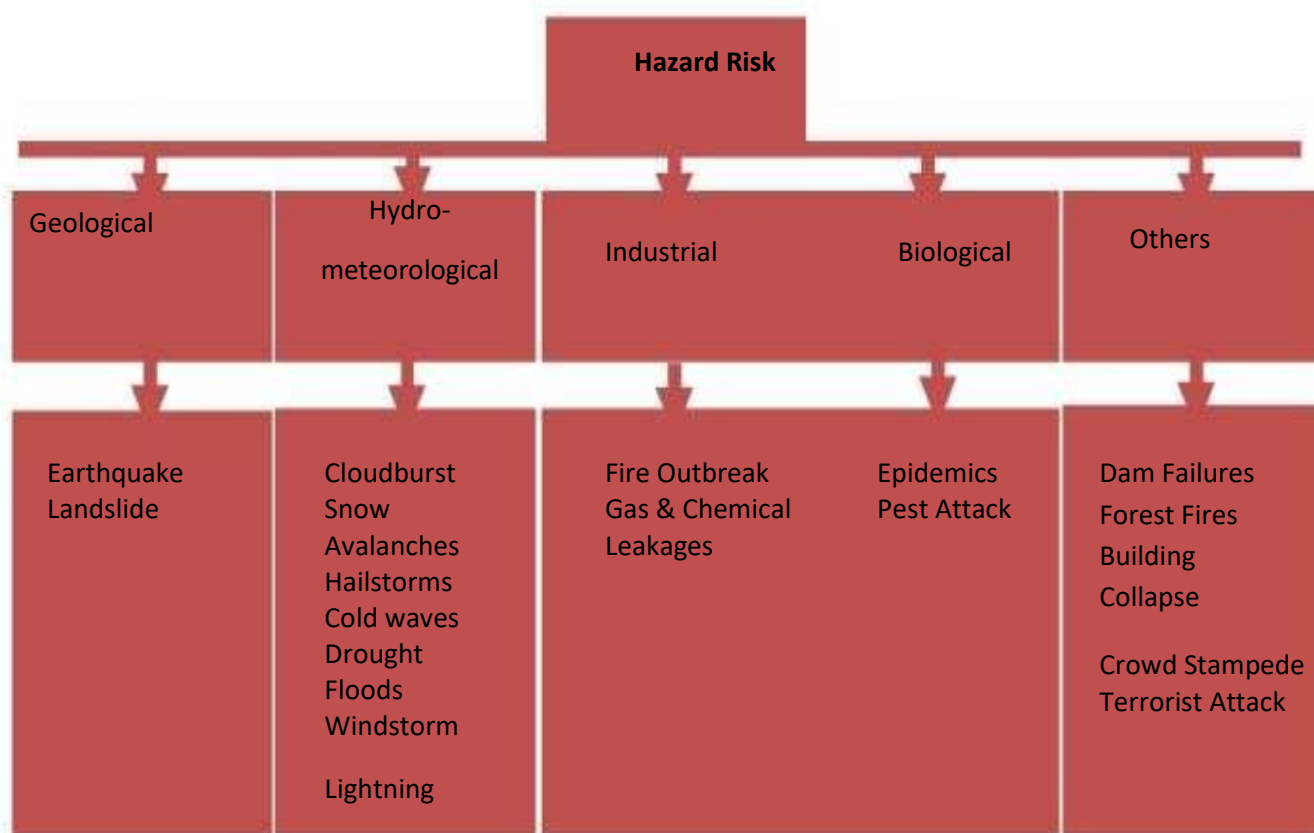 Hazard Risk
Geological
Hydro-
meteorological
Industrial
Biological
Others
Earthquake
Landslide
Cloudburst
Snow
Avalanches
Hailstorms
Cold waves
Drought
Floods
Windstorm
Lightning
Fire Outbreak
Gas & Chemical
Leakages
Epidemics
Pest Attack
Dam Failures
Forest Fires
Building
Collapse
Crowd Stampede
Terrorist Attack